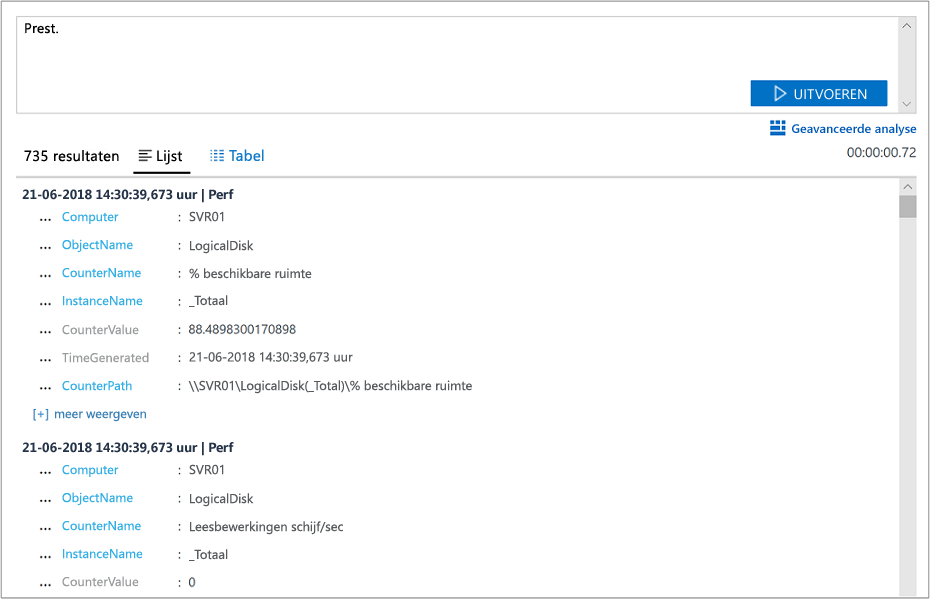 Prest.
UITVOEREN
Geavanceerde analyse
735 resultaten Lijst Tabel 00:00:00.72
21-06-2018 14:30:39,673 uur | Perf
... Computer : SVR01
... ObjectName : LogicalDisk
... CounterName : % beschikbare ruimte
... InstanceName : _Totaal
... CounterValue : 88.4898300170898
... TimeGenerated : 21-06-2018 14:30:39,673 uur
... CounterPath : \\SVR01\LogicalDisk(_Total)\% beschikbare ruimte
[+] meer weergeven
21-06-2018 14:30:39,673 uur | Perf
... Computer : SVR01
... ObjectName : LogicalDisk
... CounterName : Leesbewerkingen schijf/sec
... InstanceName : _Totaal
... CounterValue : 0